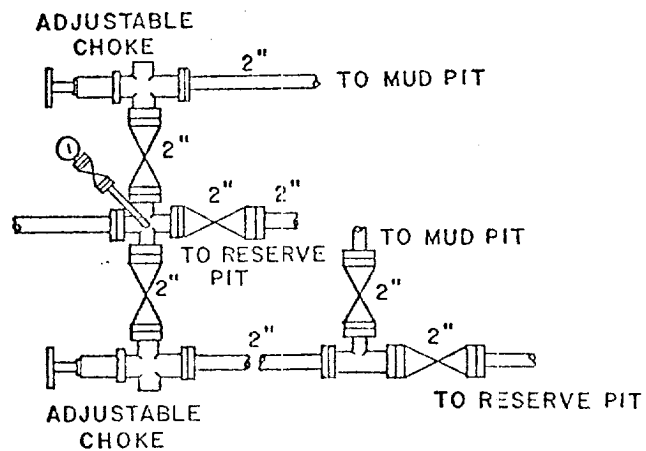 ADJUSTABLE
CHOKE
2"
TO MUD PIT
2"
1
2"
2"
TO RESERVE
PIT
TO MUD PIT
2"
2"
2"
2"
TO RESERVE PIT
ADJUSTABLE
CHOKE